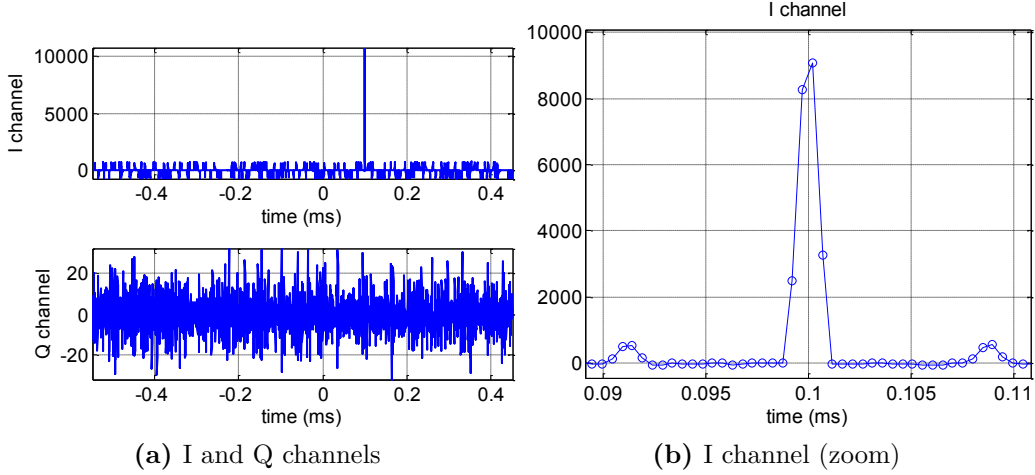 I channel
10000
5000
0
I channel
-0.4 -0.2 0 0.2 0.4
time (ms)
20
0
-20
Q channel
-0.4 -0.2 0 0.2 0.4
time (ms)
(a) I and Q channels
10000
8000
6000
4000
2000
0
0.09 0.095 0.1 0.105 0.11
time (ms)
(b) I channel (zoom)